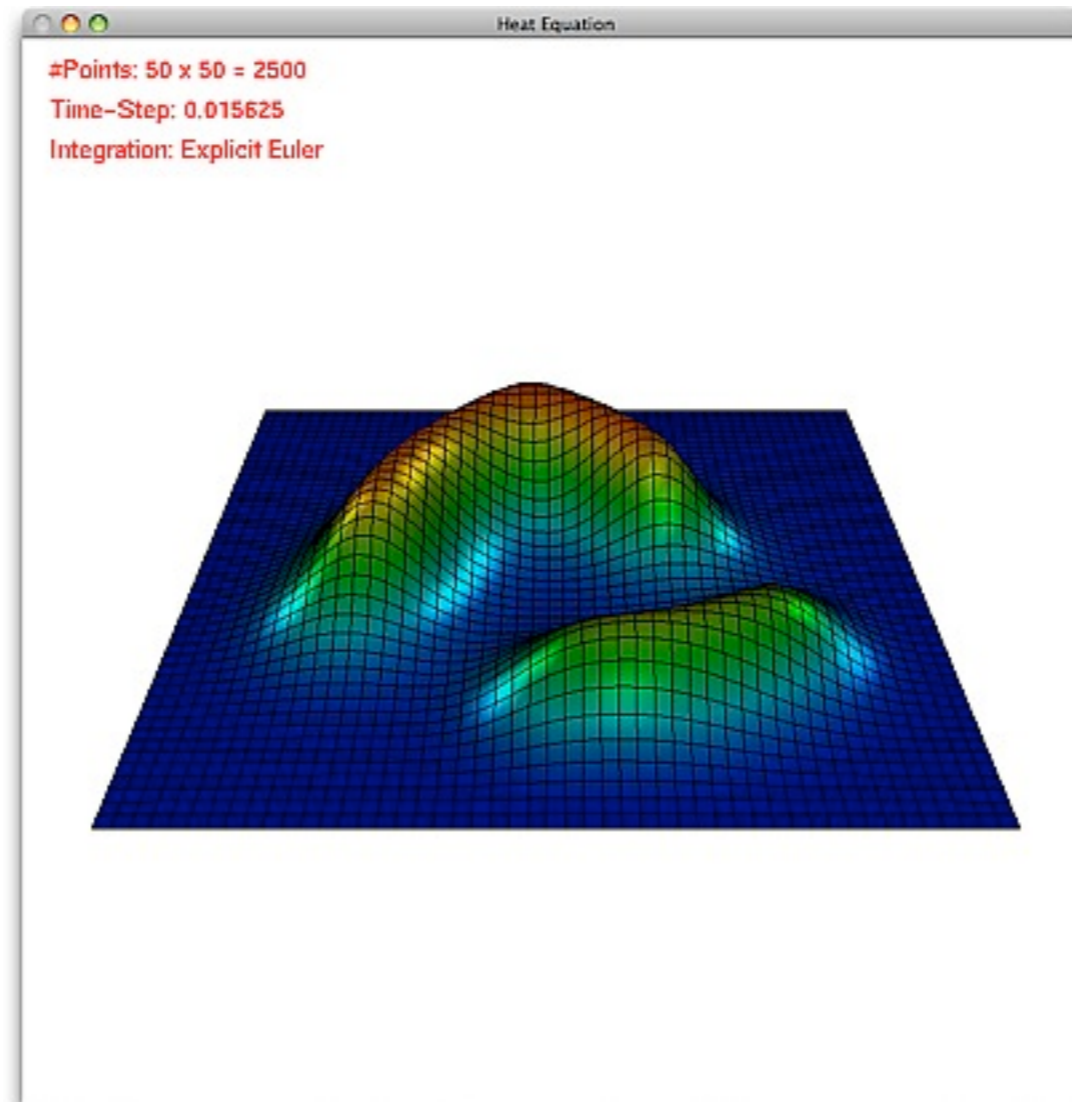 Heat Equation
#Points: 50 x 50 = 2500
Time-Step: 0.015625
Integration: Explicit Euler